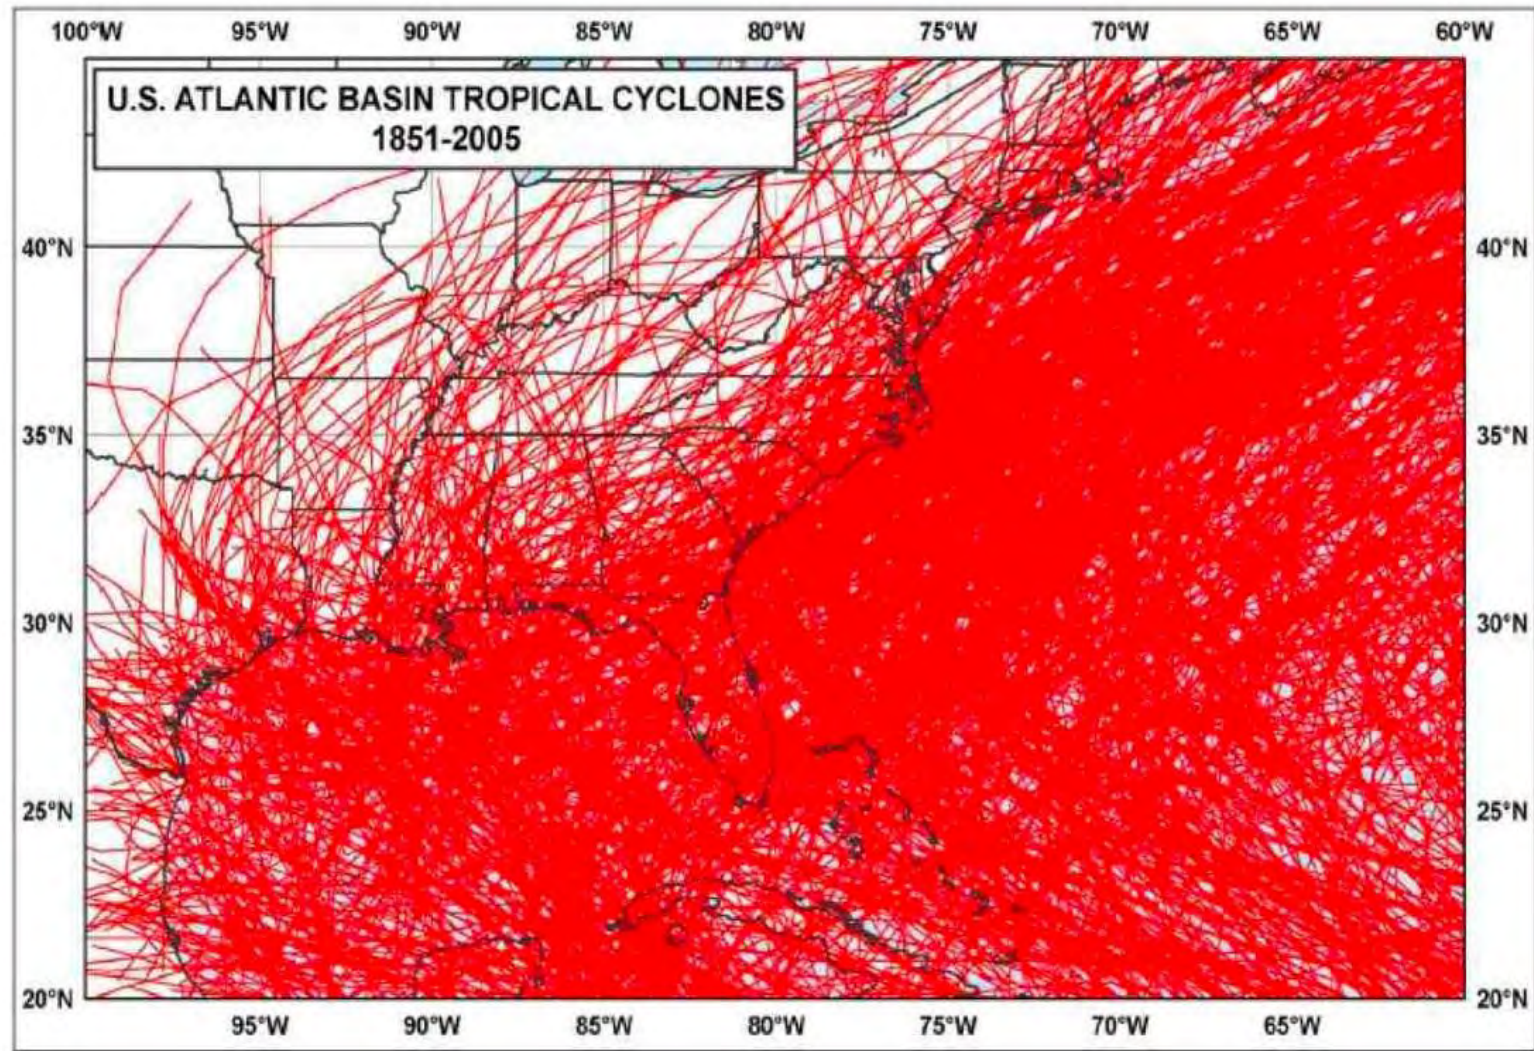 100°W 95°W 90°W 85°W 80°W 75°W 70°W 65°W 60°W
U.S. ATLANTIC BASIN TROPICAL CYCLONES
1851-2005
40°N 40°N
35°N 35°N
30°N 30°N
25°N 25°N
20°N 20°N
95°W 90°W 85°W 80°W 75°W 70°W 65°W